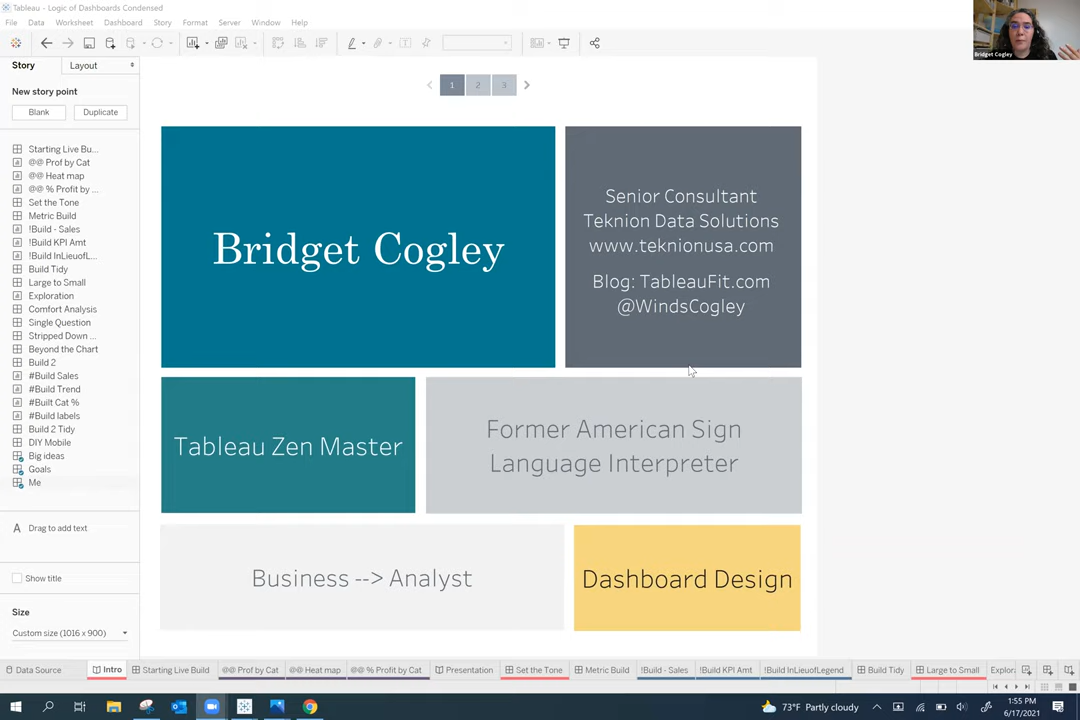 Tableau - Logic of Dashboards Condensed
File Data Worksheet Dashboard Story Format Server Window Help
Bridget Cogley
Story Layout
New story point
Blank Duplicate
Starting Live Bu...
@@ Prof by Cat
@@ Heat map
@@ % Profit by ...
Set the Tone
Metric Build
!Build - Sales
!Build KPI Amt
!Build InLieuofL...
Build Tidy
Large to Small
Exploration
Comfort Analysis
Single Question
Stripped Down ...
Beyond the Chart
Build 2
#Build Sales
#Build Trend
#Built Cat %
#Build labels
Build 2 Tidy
DIY Mobile
Big ideas
Goals
Me
A Drag to add text
Show title
Size
Custom size (1016 x 900)
1 2 3
Bridget Cogley
Senior Consultant
Teknion Data Solutions
www.teknionusa.com
Blog: TableauFit.com
@WindsCogley
Tableau Zen Master
Former American Sign
Language Interpreter
Business --> Analyst
Dashboard Design
Data Source Intro Starting Live Build @@ Prof by Cat @@ Heat map @@ % Profit by Cat Presentation Set the Tone Metric Build !Build - Sales !Build KPI Amt !Build InLieuofLegend Build Tidy Large to Small Explor
73°F Partly cloudy
1:55 PM
6/17/2021